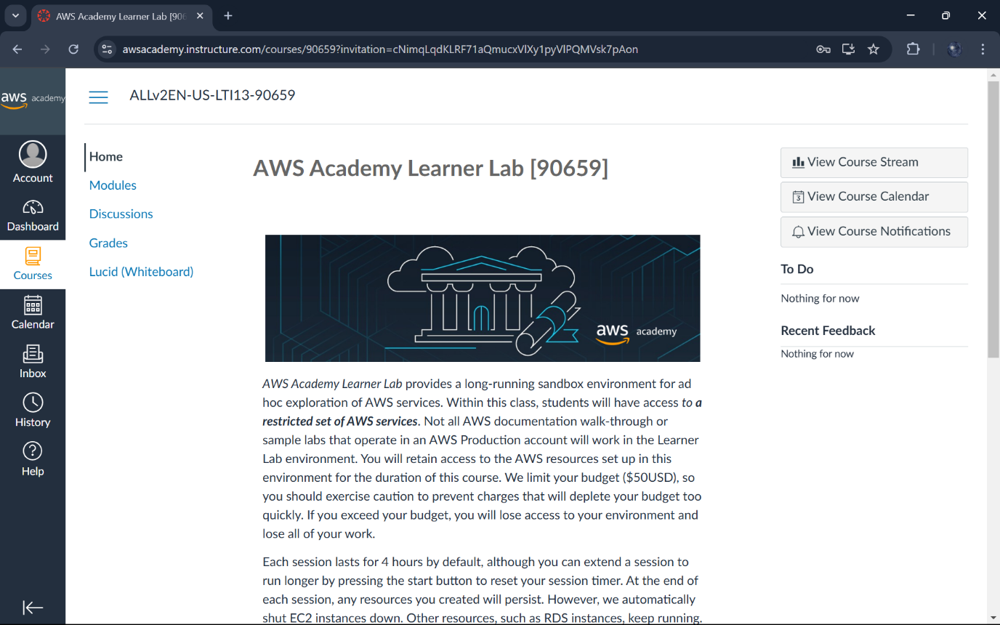 AWS Academy Learner Lab [906
awsacademy.instructure.com/courses/90659?invitation=cNimqLqdKLRF71aQmucxVlXy1pyVlPQMVsk7pAon
aws academy
ALLv2EN-US-LTI13-90659
Account
Dashboard
Courses
Calendar
Inbox
History
Help
Home
Modules
Discussions
Grades
Lucid (Whiteboard)
AWS Academy Learner Lab [90659]
aws academy
AWS Academy Learner Lab provides a long-running sandbox environment for ad
hoc exploration of AWS services. Within this class, students will have access to a
restricted set of AWS services. Not all AWS documentation walk-through or
sample labs that operate in an AWS Production account will work in the Learner
Lab environment. You will retain access to the AWS resources set up in this
environment for the duration of this course. We limit your budget ($50USD), so
you should exercise caution to prevent charges that will deplete your budget too
quickly. If you exceed your budget, you will lose access to your environment and
lose all of your work.
Each session lasts for 4 hours by default, although you can extend a session to
run longer by pressing the start button to reset your session timer. At the end of
each session, any resources you created will persist. However, we automatically
shut EC2 instances down. Other resources, such as RDS instances, keep running.
View Course Stream
3 View Course Calendar
View Course Notifications
To Do
Nothing for now
Recent Feedback
Nothing for now